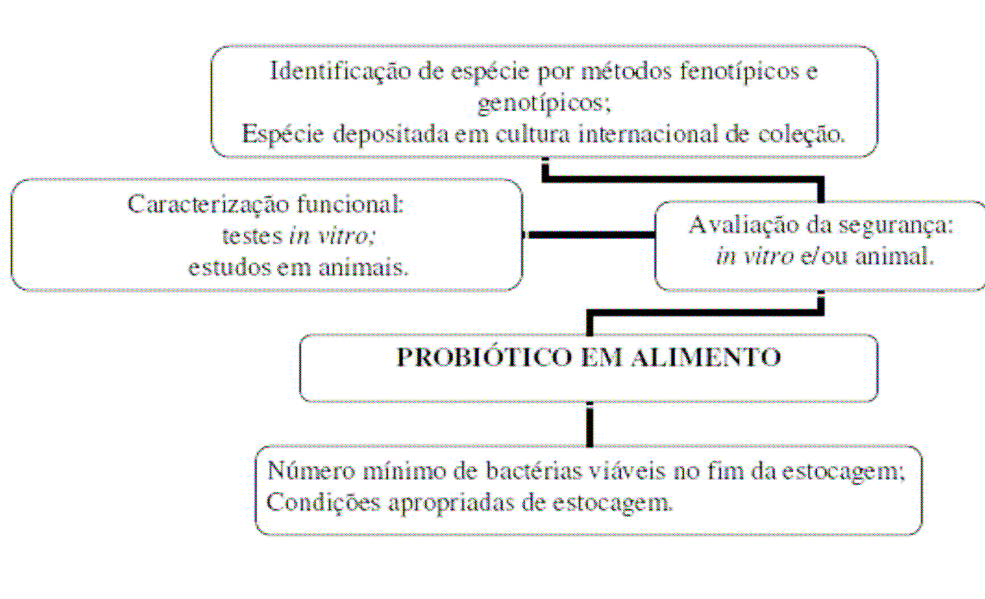 Identificação de espécie por métodos fenotípicos e
genotípicos;
Espécie depositada em cultura internacional de coleção.
Caracterização funcional:
testes in vitro;
estudos em animais.
Avaliação da segurança:
in vitro e/ou animal.
PROBIÓTICO EM ALIMENTO
Número mínimo de bactérias viáveis no fim da estocagem;
Condições apropriadas de estocagem.